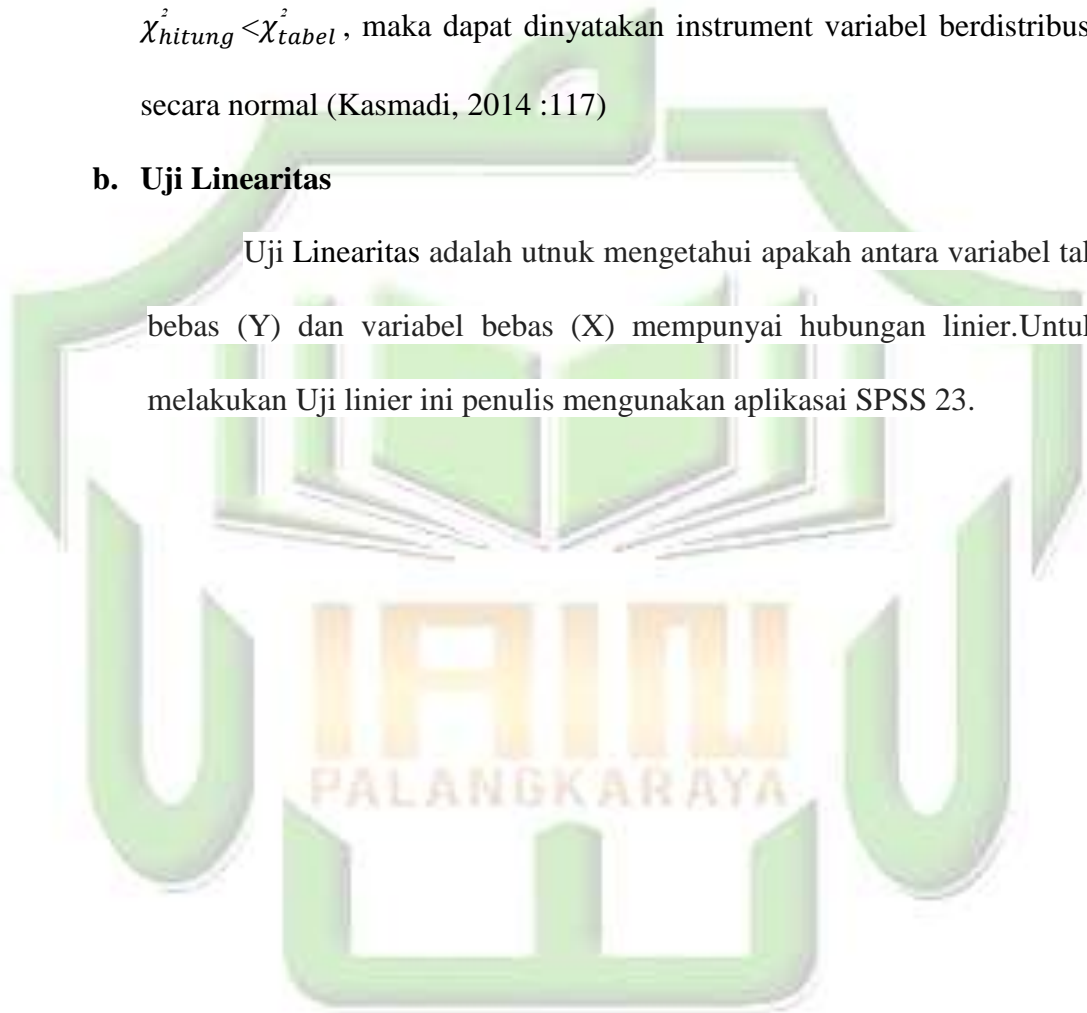 χ²hitung <χ²tabel , maka dapat dinyatakan instrument variabel berdistribus
secara normal (Kasmadi, 2014 :117)
b. Uji Linearitas
Uji Linearitas adalah utnuk mengetahui apakah antara variabel tal
bebas (Y) dan variabel bebas (X) mempunyai hubungan linier.Untul
melakukan Uji linier ini penulis mengunakan aplikasai SPSS 23.
IAIN
PALANGKARAYA